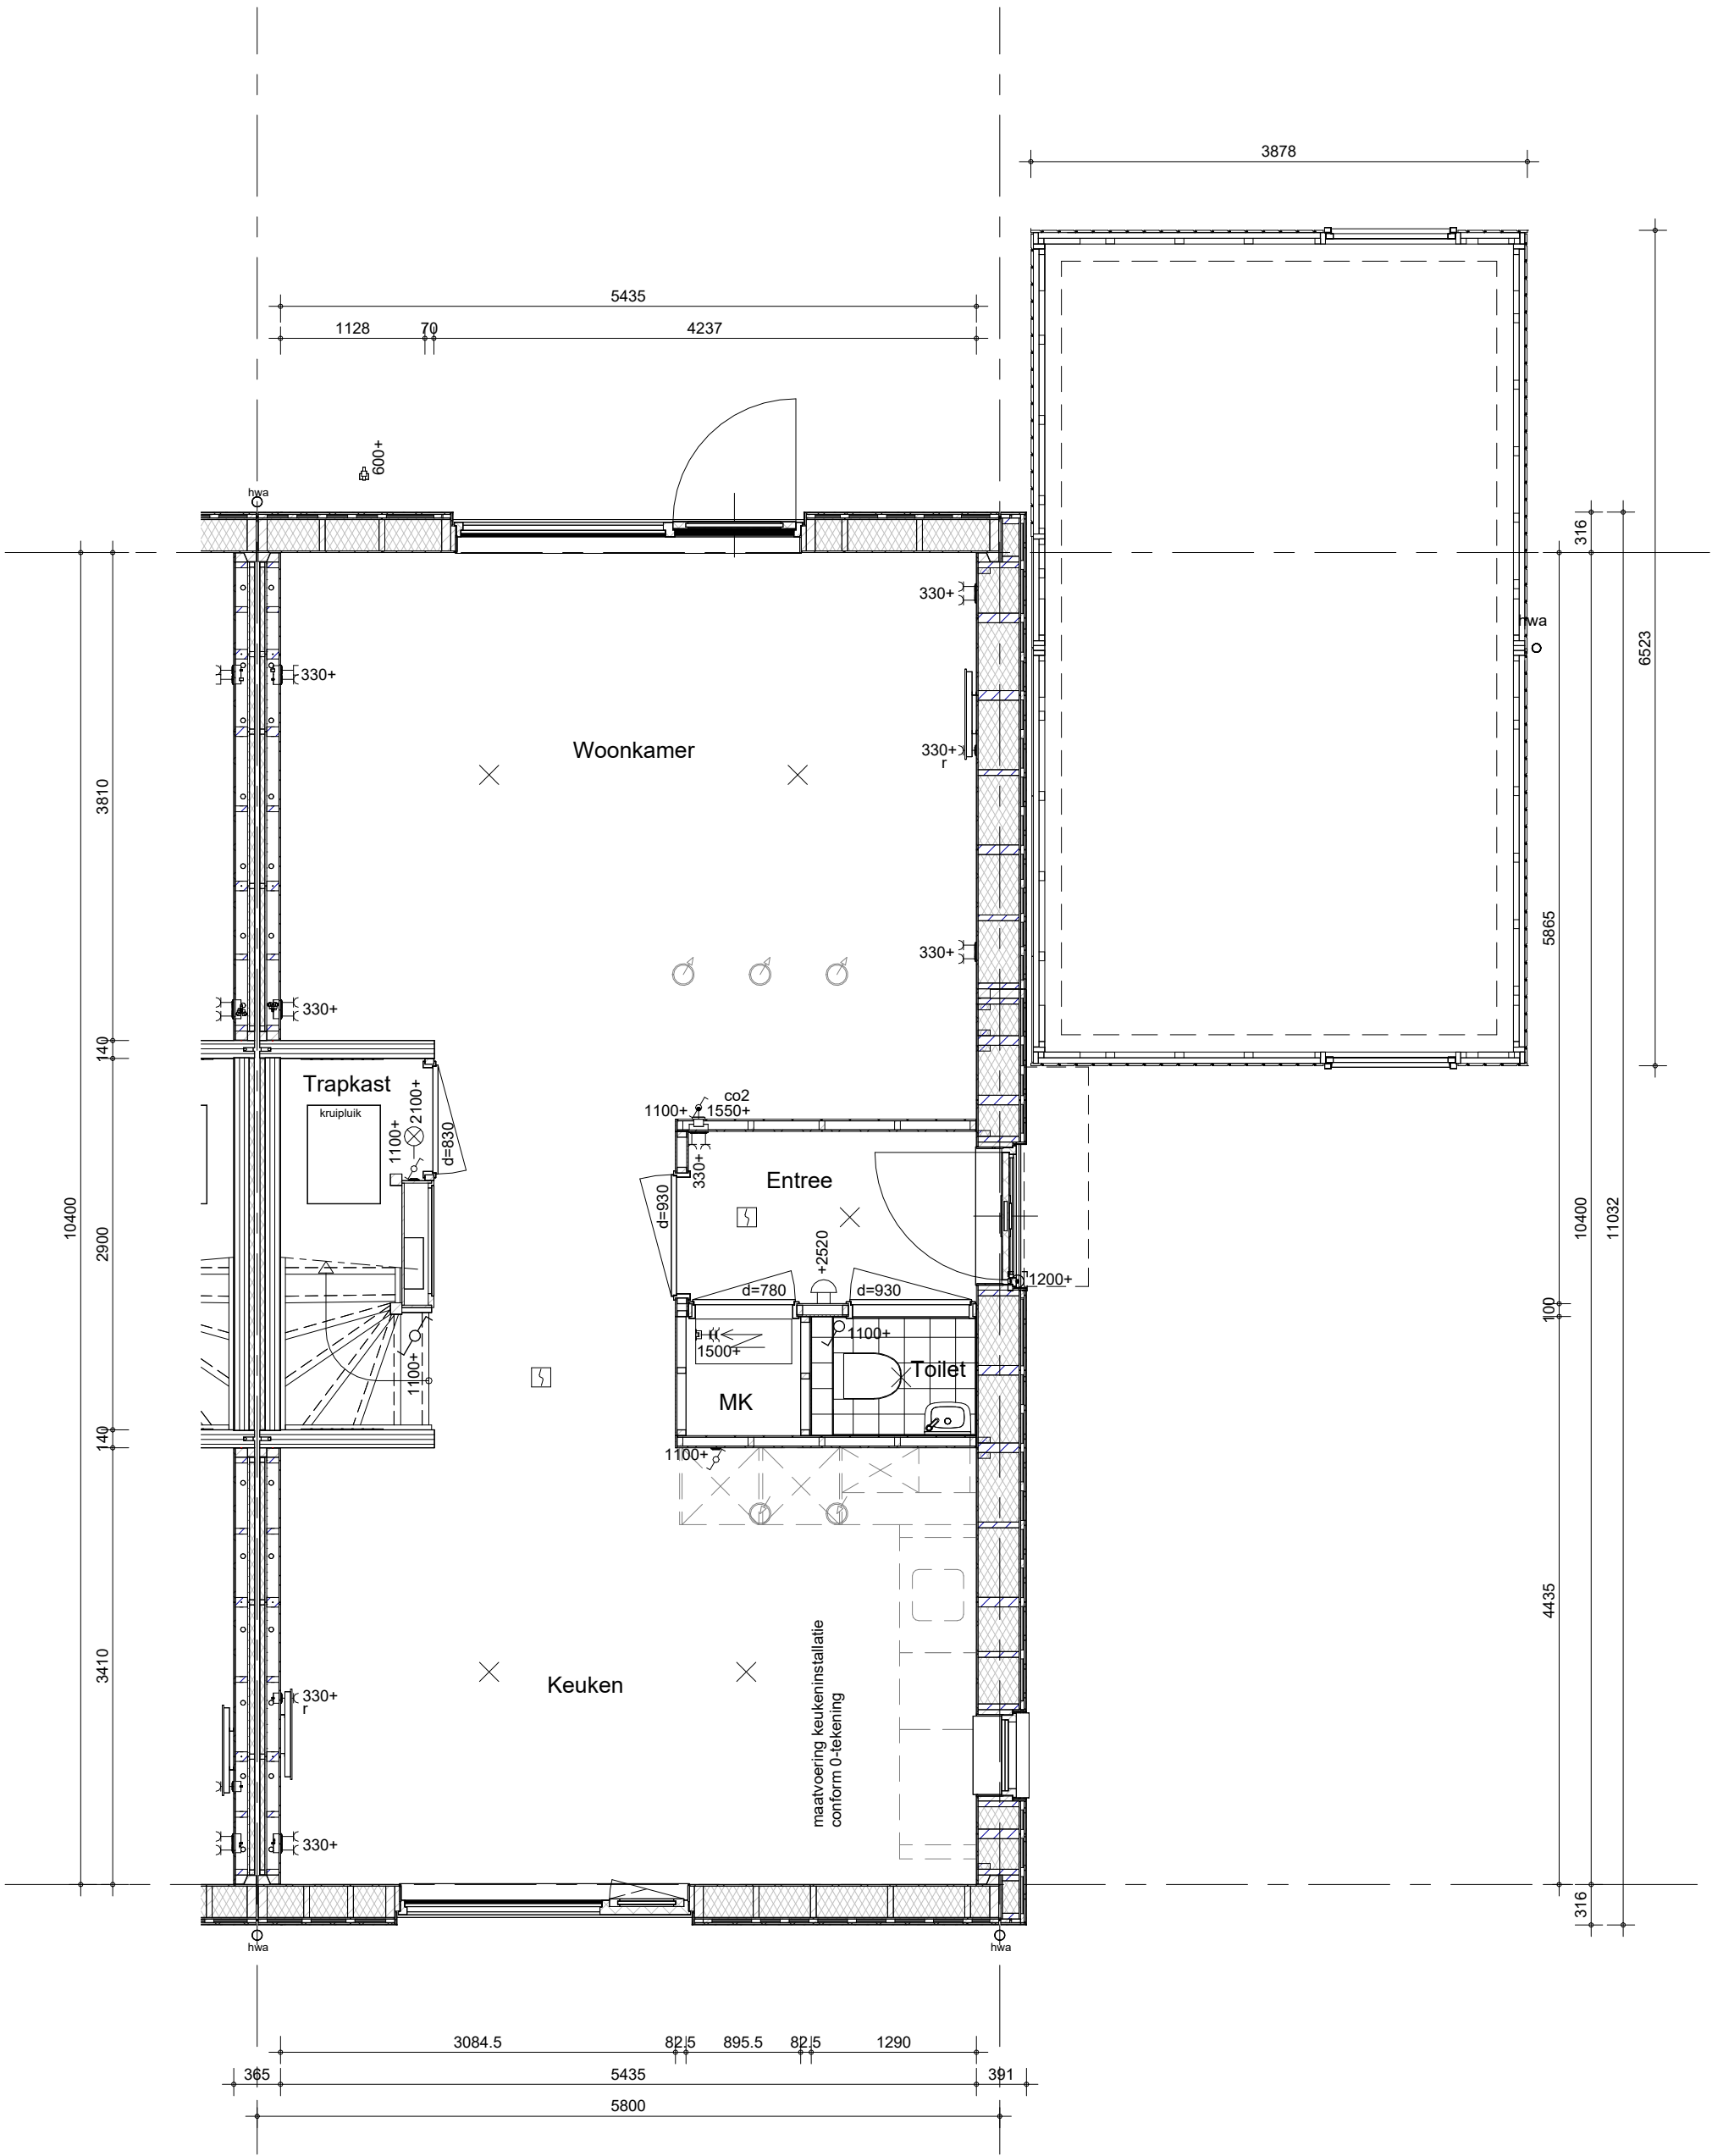 3878
5435
1128
70
4237
600+
hwa
316
330+
hwa
6523
330+
Woonkamer
330+
r
3810
5865
330+
330+
140
Trapkast
kruipluik
2100+
1100+
d=830
co2
1100+
1550+
330+
Entree
d=930
10400
2900
10400
11032
+2520
1200+
d=780
d=930
100
1100+
1500+
1100+
Toilet
MK
140
1100+
4435
3410
Keuken
maatvoering keukeninstallatie
conform 0-tekening
330+
r
330+
316
hwa
hwa
3084.5
82.5
895.5
82.5
1290
365
5435
391
5800